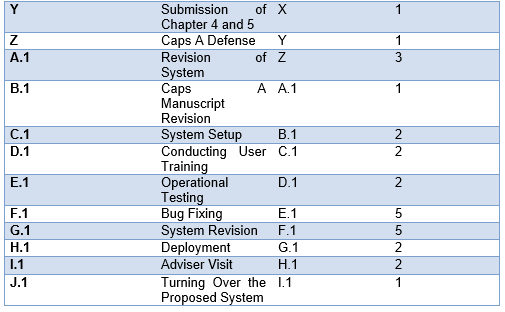 Y Submission of X 1
Chapter 4 and 5
Z Caps A Defense Y 1
A.1 Revision of Z 3
System
B.1 Caps A A.1 1
Manuscript
Revision
C.1 System Setup B.1 2
D.1 Conducting User C.1 2
Training
E.1 Operational D.1 2
Testing
F.1 Bug Fixing E.1 5
G.1 System Revision F.1 5
H.1 Deployment G.1 2
I.1 Adviser Visit H.1 2
J.1 Turning Over the I.1 1
Proposed System